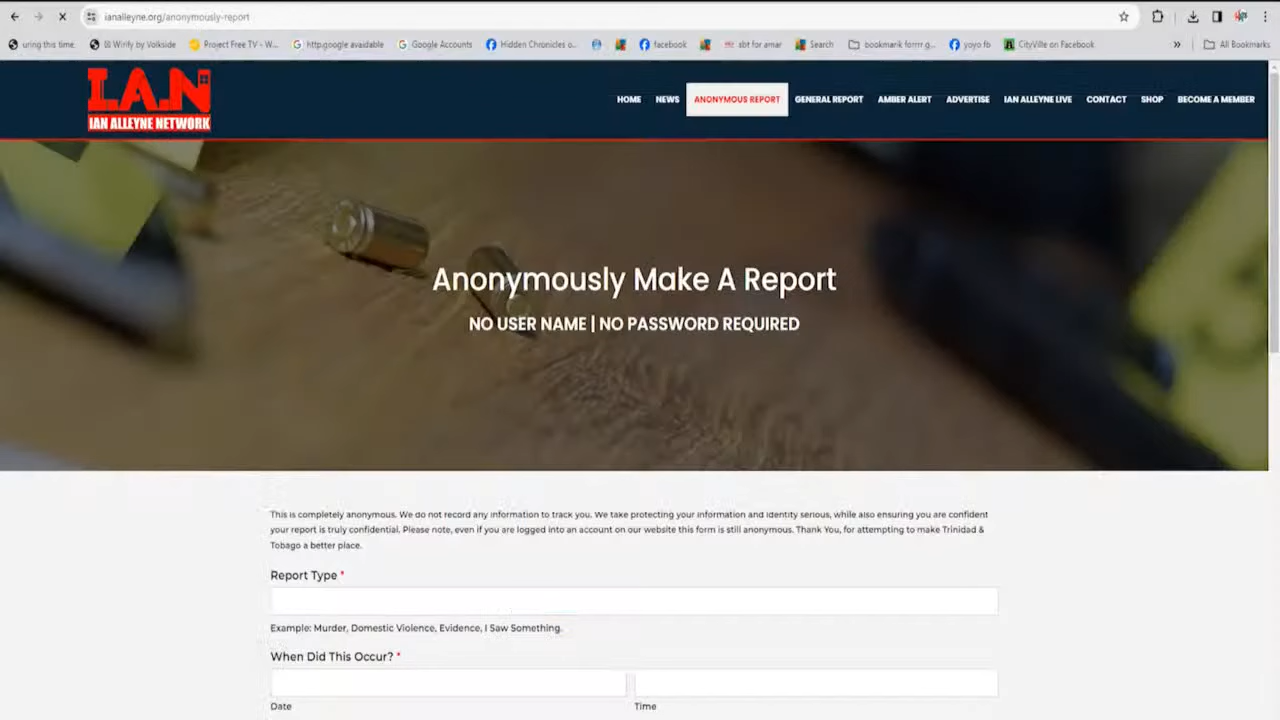 ianalleyne.org/anonymously-report
uring this time.
Wirify by Volkside
Project Free TV - W...
http.google avaidable
Google Accounts
Hidden Chronicles o...
facebook
sbt for amar
Search
bookmark forrrr g...
yoyo fb
CityVille on Facebook
»
All Bookmarks
I.A.N
IAN ALLEYNE NETWORK
HOME
NEWS
ANONYMOUS REPORT
GENERAL REPORT
AMBER ALERT
ADVERTISE
IAN ALLEYNE LIVE
CONTACT
SHOP
BECOME A MEMBER
Anonymously Make A Report
NO USER NAME | NO PASSWORD REQUIRED
This is completely anonymous. We do not record any information to track you. We take protecting your information and identity serious, while also ensuring you are confident
your report is truly confidential. Please note, even if you are logged into an account on our website this form is still anonymous. Thank You, for attempting to make Trinidad &
Tobago a better place.
Report Type *
Example: Murder, Domestic Violence, Evidence, I Saw Something.
When Did This Occur? *
Date
Time